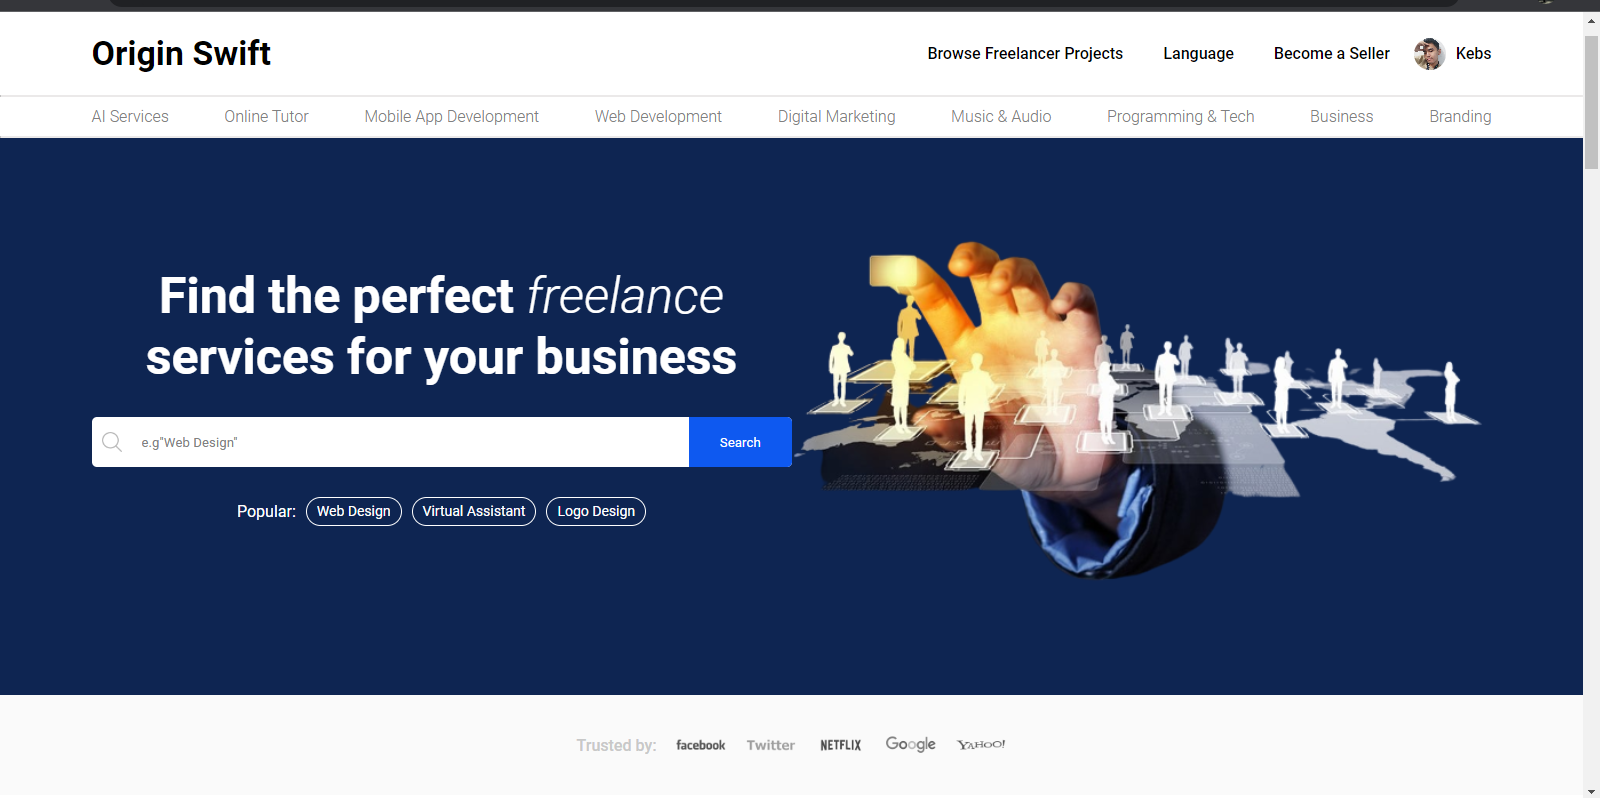 Origin Swift
Browse Freelancer Projects Language Become a Seller Kebs
AI Services Online Tutor Mobile App Development Web Development Digital Marketing Music & Audio Programming & Tech Business Branding
Find the perfect freelance
services for your business
e.g"Web Design" Search
Popular: Web Design Virtual Assistant Logo Design
Trusted by: facebook Twitter NETFLIX Google YAHOO!